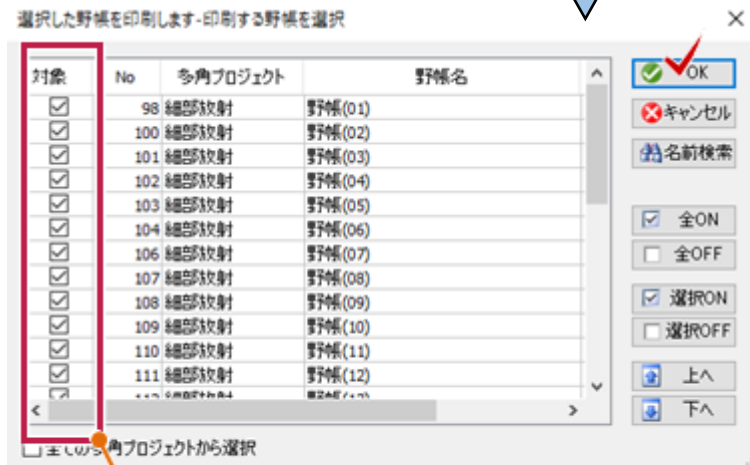 選択した野帳を印刷します-印刷する野帳を選択
対象 No 多角プロジェクト 野帳名
98 細部放射 野帳(01)
100 細部放射 野帳(02)
101 細部放射 野帳(03)
102 細部放射 野帳(04)
103 細部放射 野帳(05)
104 細部放射 野帳(06)
106 細部放射 野帳(07)
107 細部放射 野帳(08)
108 細部放射 野帳(09)
109 細部放射 野帳(10)
110 細部放射 野帳(11)
111 細部放射 野帳(12)
OK
キャンセル
名前検索
全ON
全OFF
選択ON
選択OFF
上へ
下へ
全ての多角プロジェクトから選択